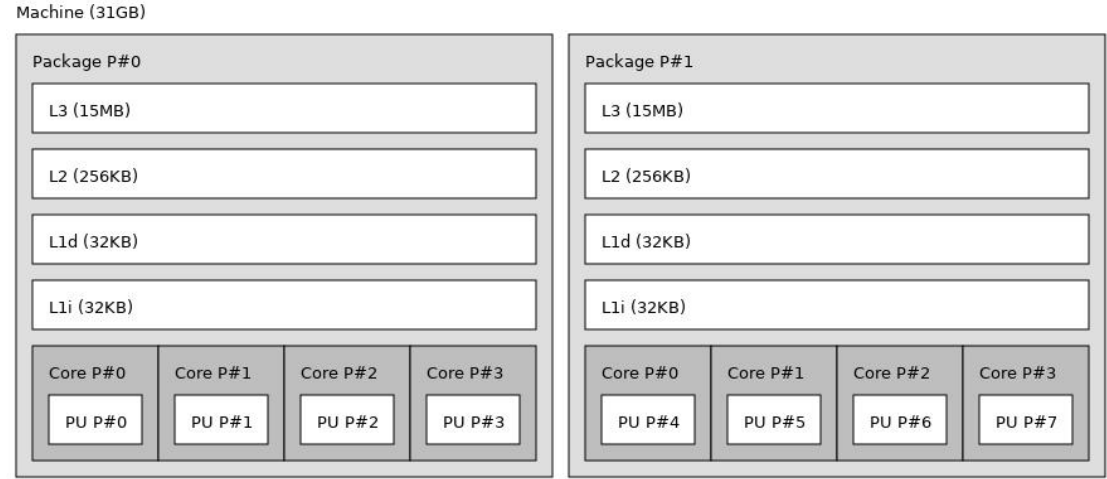 Machine (31GB)
Package P#0
L3 (15MB)
L2 (256KB)
L1d (32KB)
L1i (32KB)
Core P#0
PU P#0
Core P#1
PU P#1
Core P#2
PU P#2
Core P#3
PU P#3
Package P#1
L3 (15MB)
L2 (256KB)
L1d (32KB)
L1i (32KB)
Core P#0
PU P#4
Core P#1
PU P#5
Core P#2
PU P#6
Core P#3
PU P#7